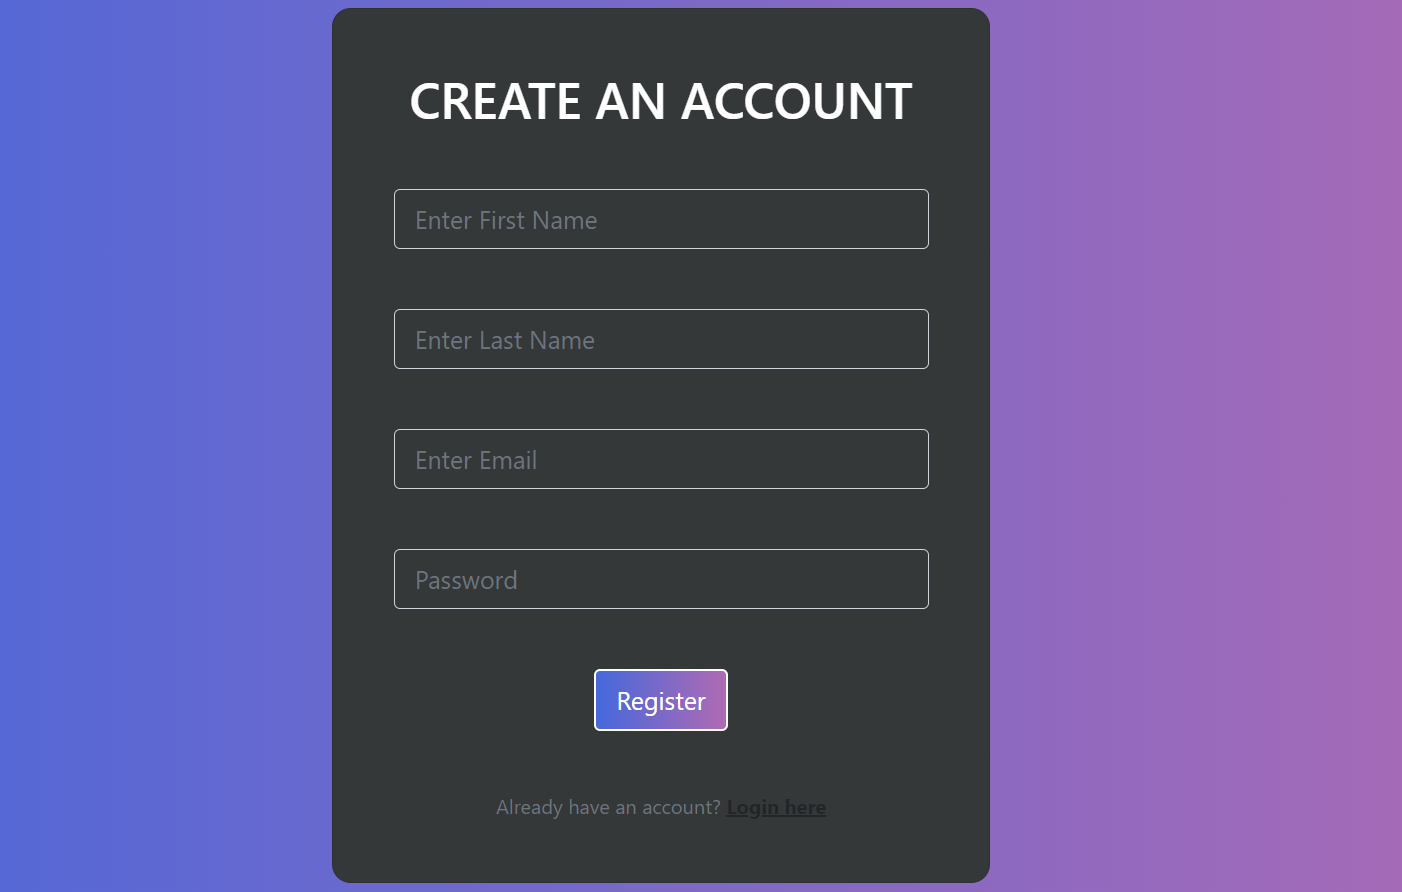 CREATE AN ACCOUNT
Enter First Name
Enter Last Name
Enter Email
Password
Register
Already have an account? Login here